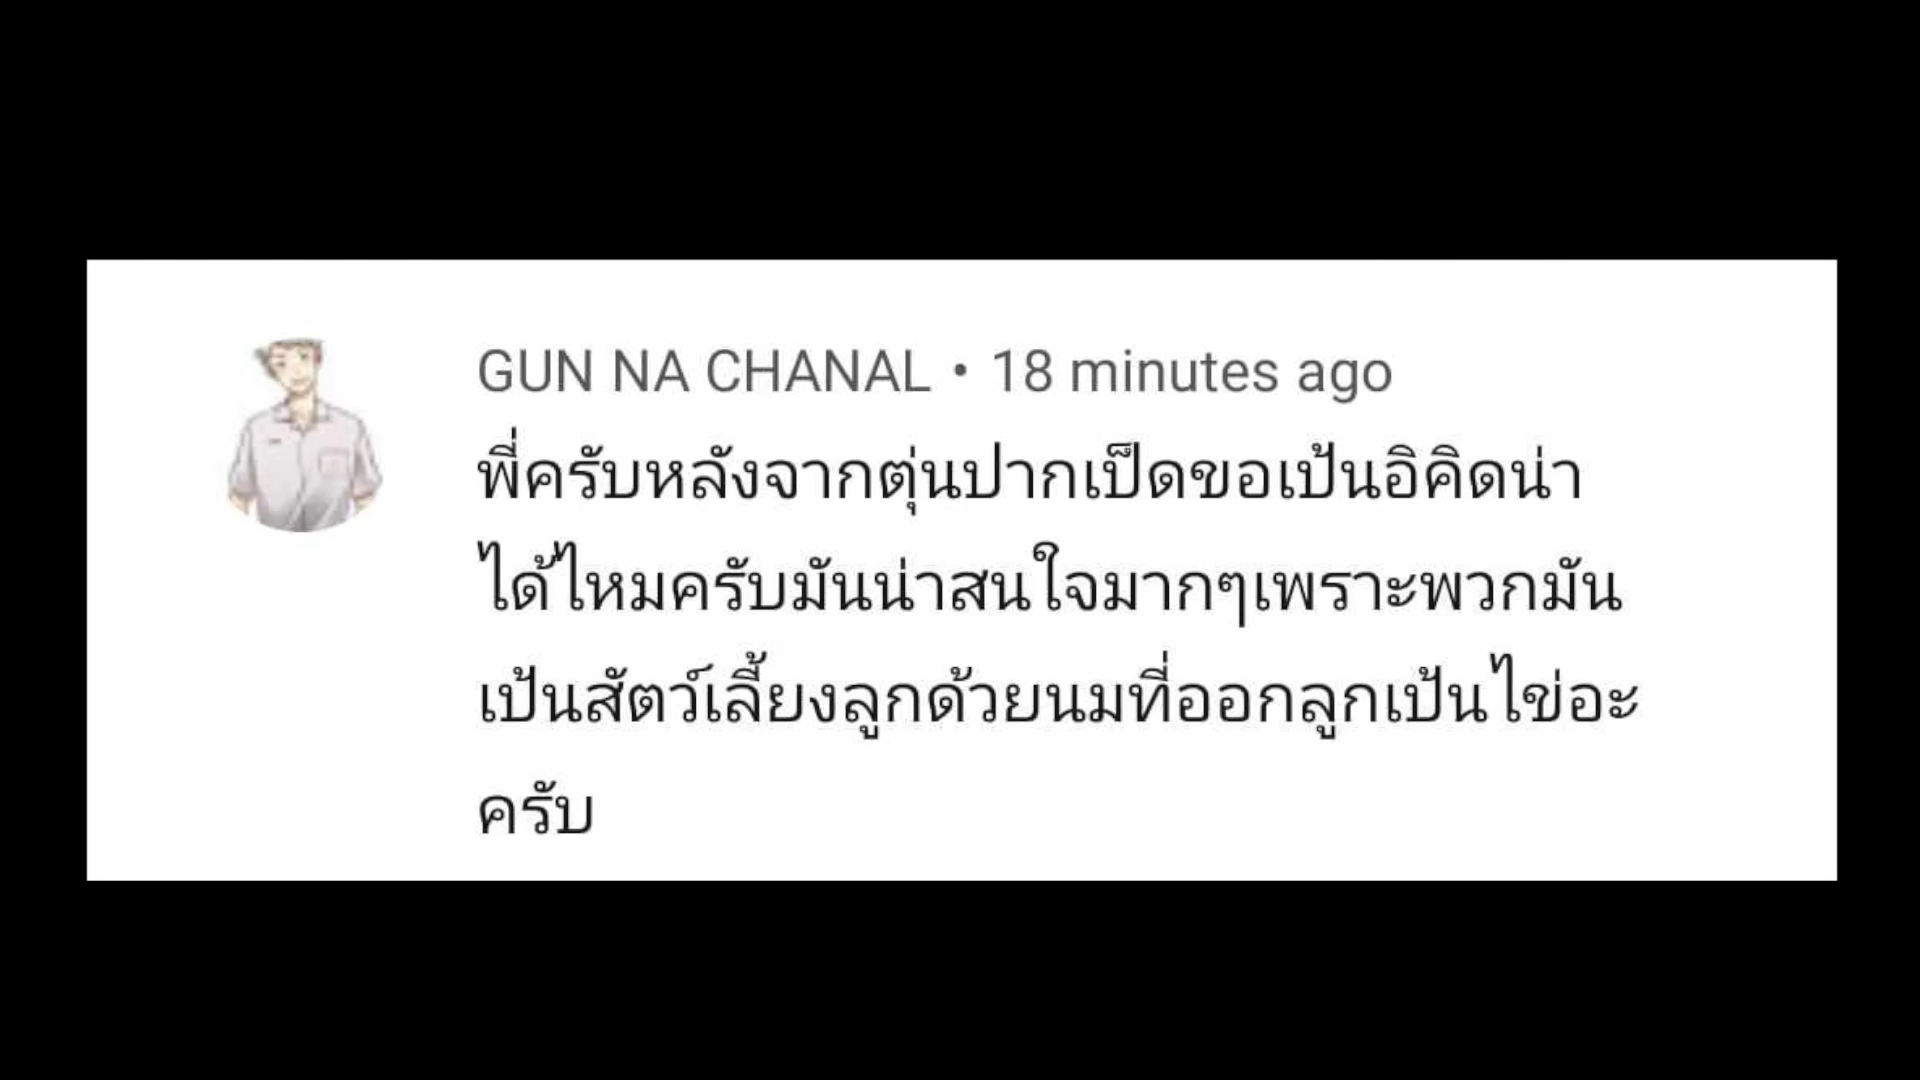 GUN NA CHANAL • 18 minutes ago
พี่ครับหลังจากตุ่นปากเป็ดขอเป้นอิคิดน่า
ได้ไหมครับมันน่าสนใจมากๆเพราะพวกมัน
เป้นสัตว์เลี้ยงลูกด้วยนมที่ออกลูกเป้นไข่อะ
ครับ